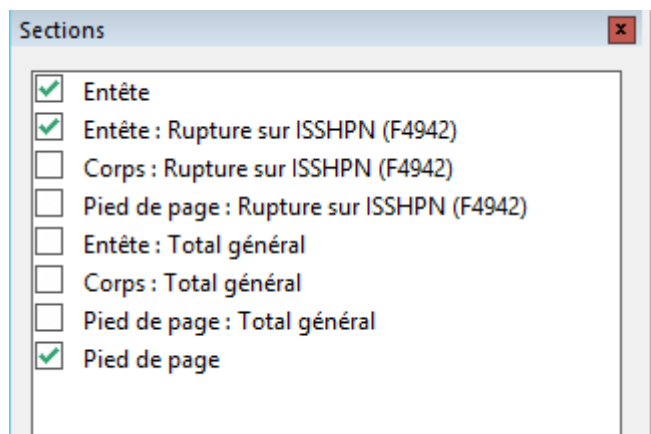 Sections
Entête
Entête : Rupture sur ISSHPN (F4942)
Corps : Rupture sur ISSHPN (F4942)
Pied de page : Rupture sur ISSHPN (F4942)
Entête : Total général
Corps : Total général
Pied de page : Total général
Pied de page